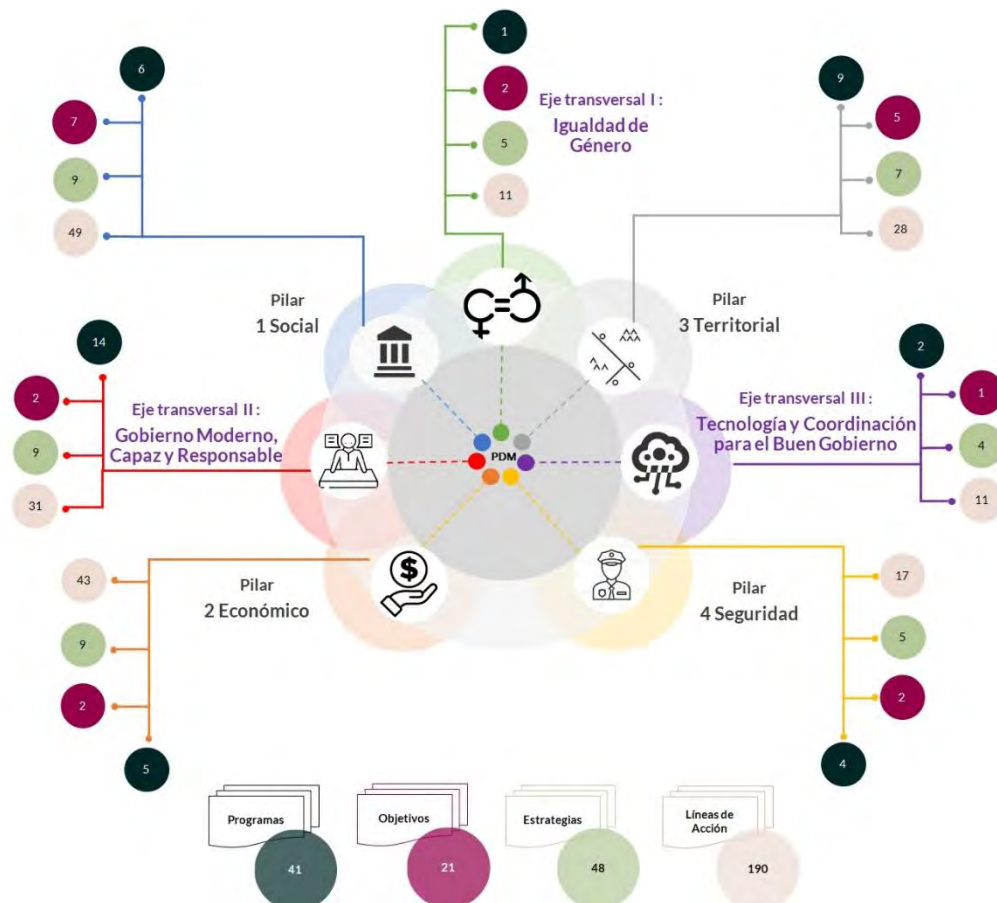 1
6
2
Eje transversal I :
Igualdad de
Género
9
7
5
5
9
7
11
49
28
Pilar
1 Social
Pilar
3 Territorial
14
2
2
1
Eje transversal II :
Gobierno Moderno,
Capaz y Responsable
Eje transversal III :
Tecnología y Coordinación
para el Buen Gobierno
9
4
PDM
31
11
43
17
Pilar
2 Económico
$
Pilar
4 Seguridad
9
5
2
2
5
4
Programas
Objetivos
Estrategias
Líneas de
Acción
41
21
48
190